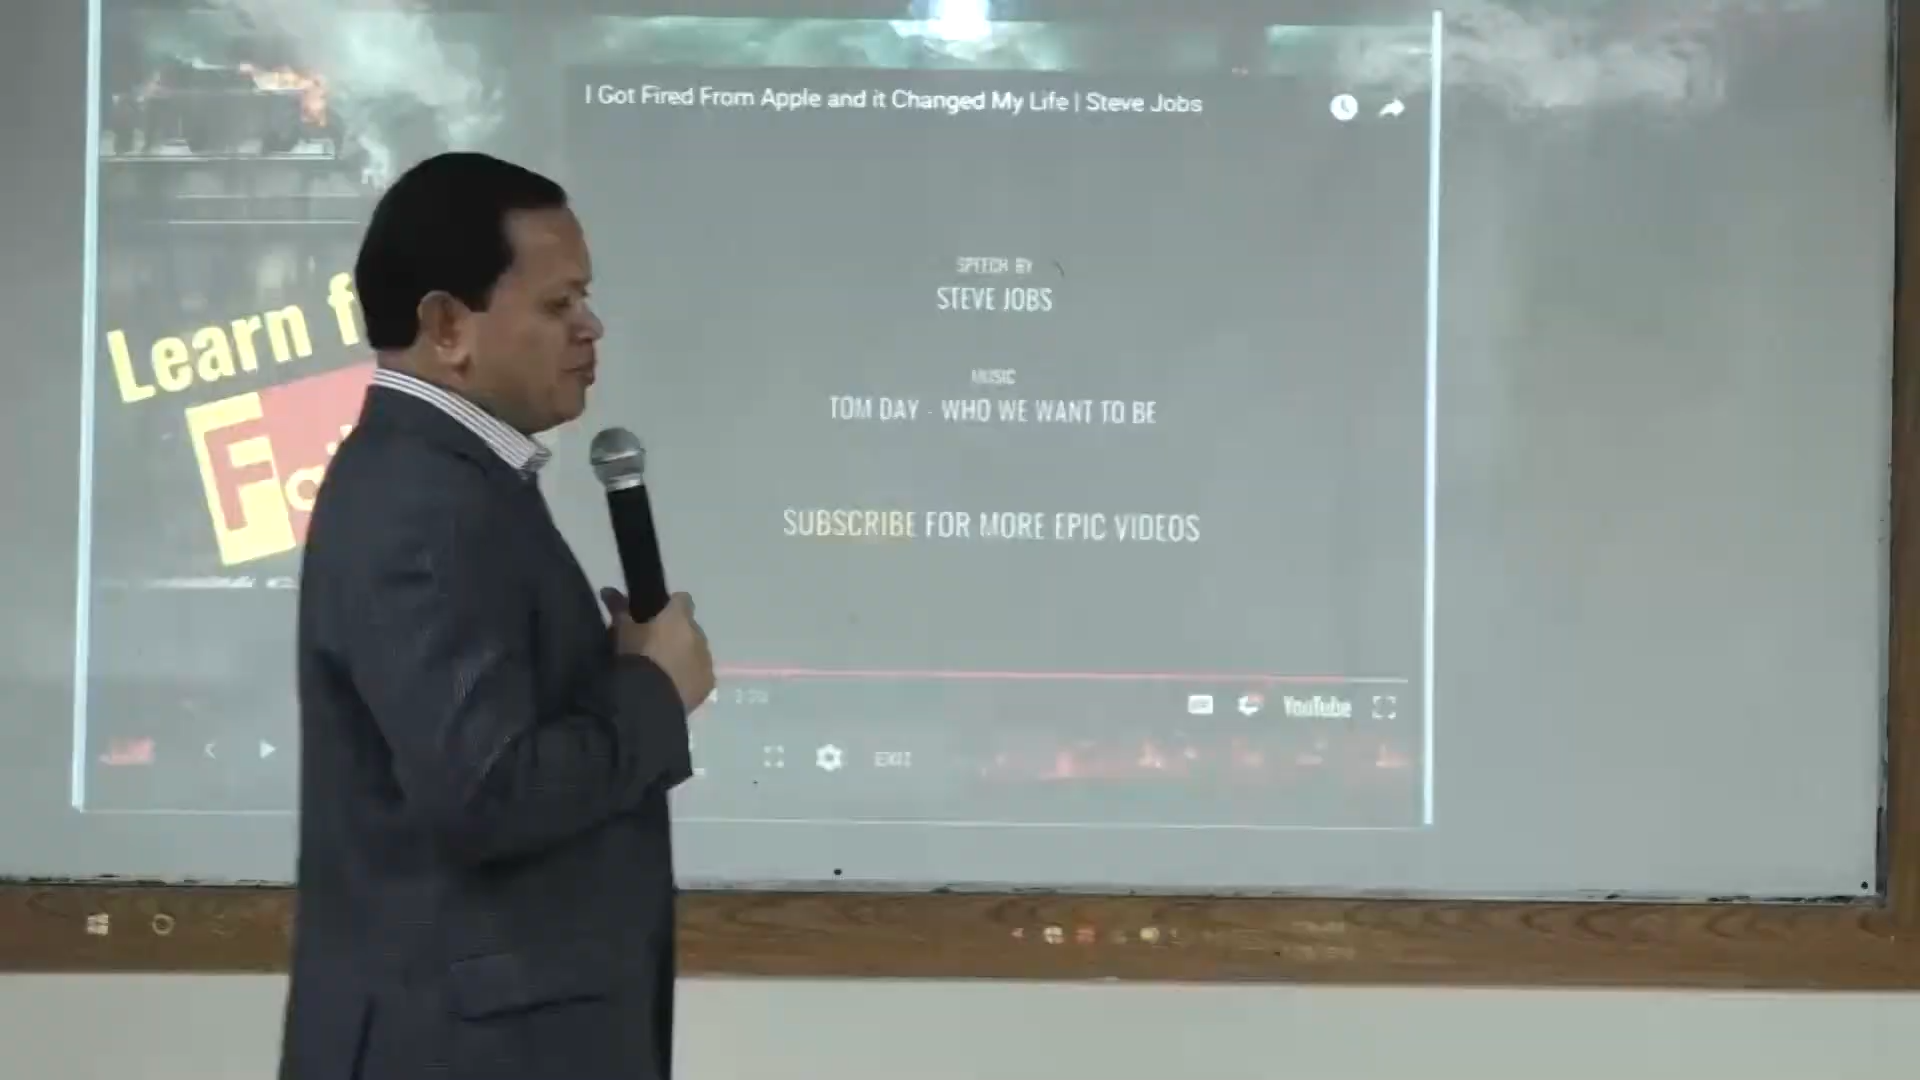 I Got Fired From Apple and it Changed My Life | Steve Jobs
Learn f
Fai
SPEECH BY
STEVE JOBS
MUSIC
TOM DAY - WHO WE WANT TO BE
SUBSCRIBE FOR MORE EPIC VIDEOS
YouTube
EXIT